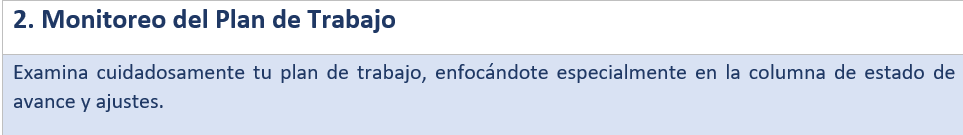 2. Monitoreo del Plan de Trabajo
Examina cuidadosamente tu plan de trabajo, enfocándote especialmente en la columna de estado de
avance y ajustes.